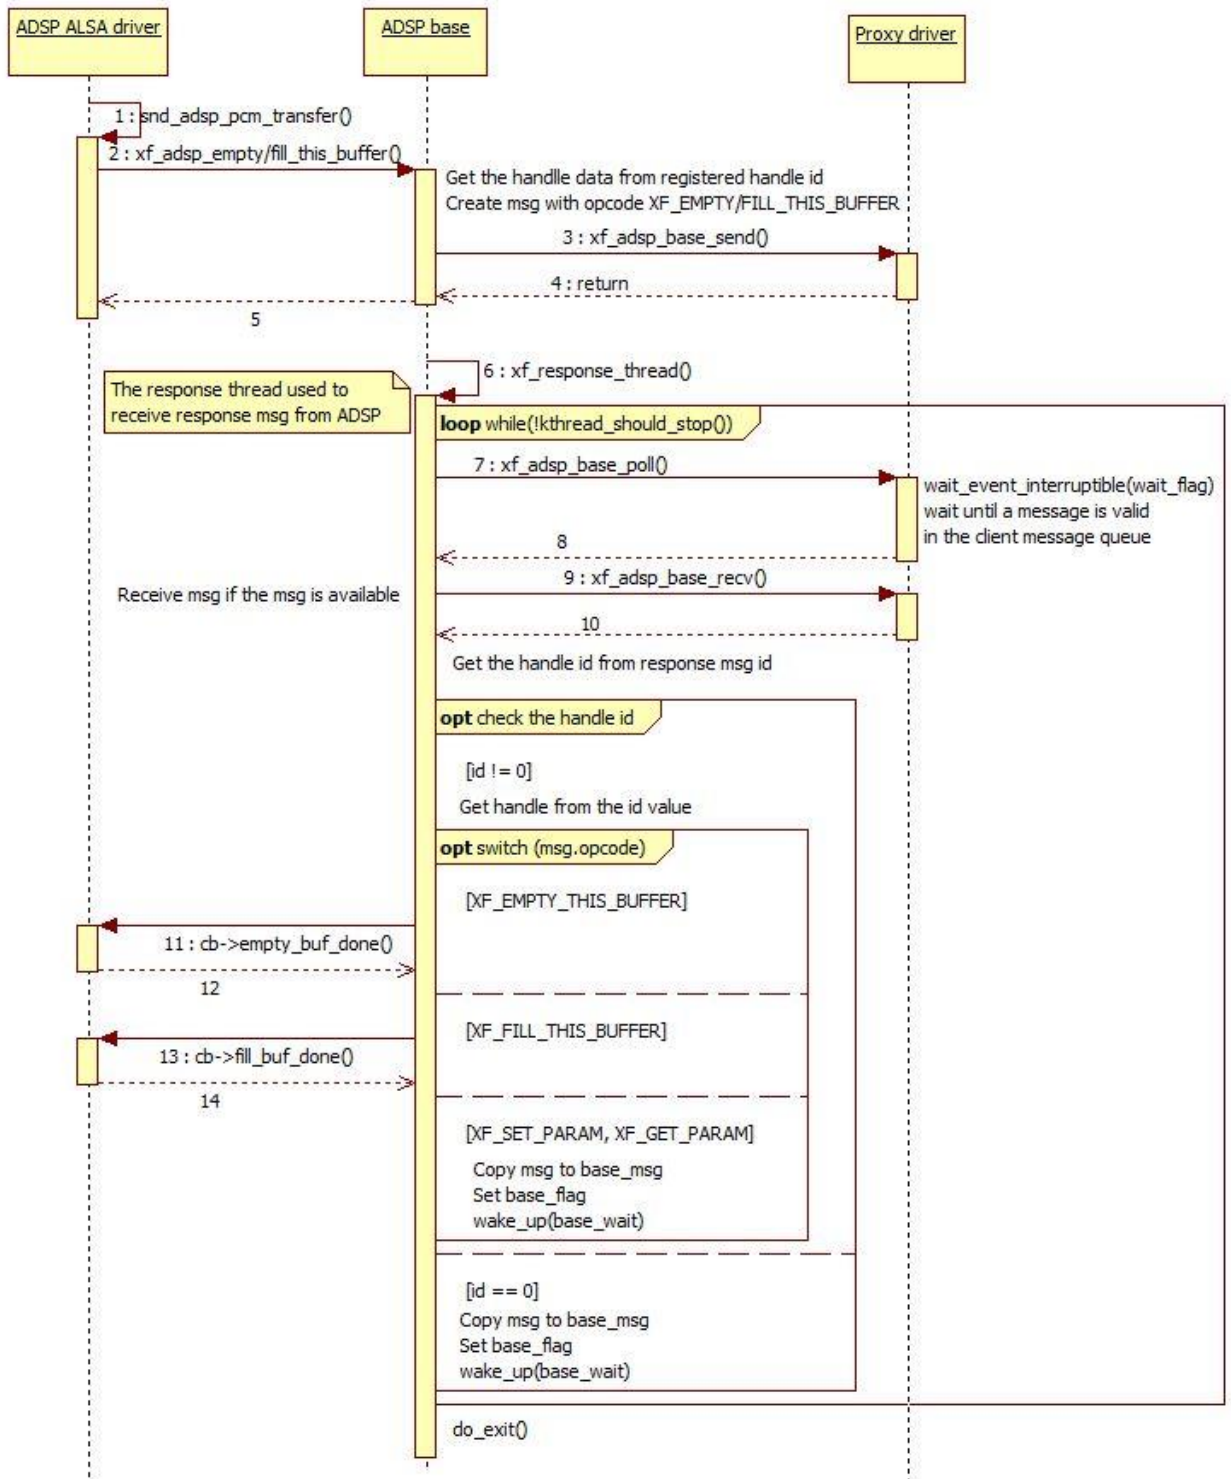 ADSP ALSA driver
ADSP base
Proxy driver
1 : snd_adsp_pcm_transfer()
2 : xf_adsp_empty/fill_this_buffer()
Get the handlle data from registered handle id
Create msg with opcode XF_EMPTY/FILL_THIS_BUFFER
3 : xf_adsp_base_send()
4 : return
5
6 : xf_response_thread()
The response thread used to
receive response msg from ADSP
loop while(!kthread_should_stop())
7 : xf_adsp_base_poll()
wait_event_interruptible(wait_flag)
wait until a message is valid
in the client message queue
8
9 : xf_adsp_base_recv()
Receive msg if the msg is available
10
Get the handle id from response msg id
opt check the handle id
[id != 0]
Get handle from the id value
opt switch (msg.opcode)
[XF_EMPTY_THIS_BUFFER]
11 : cb->empty_buf_done()
12
[XF_FILL_THIS_BUFFER]
13 : cb->fill_buf_done()
14
[XF_SET_PARAM, XF_GET_PARAM]
Copy msg to base_msg
Set base_flag
wake_up(base_wait)
[id == 0]
Copy msg to base_msg
Set base_flag
wake_up(base_wait)
do_exit()